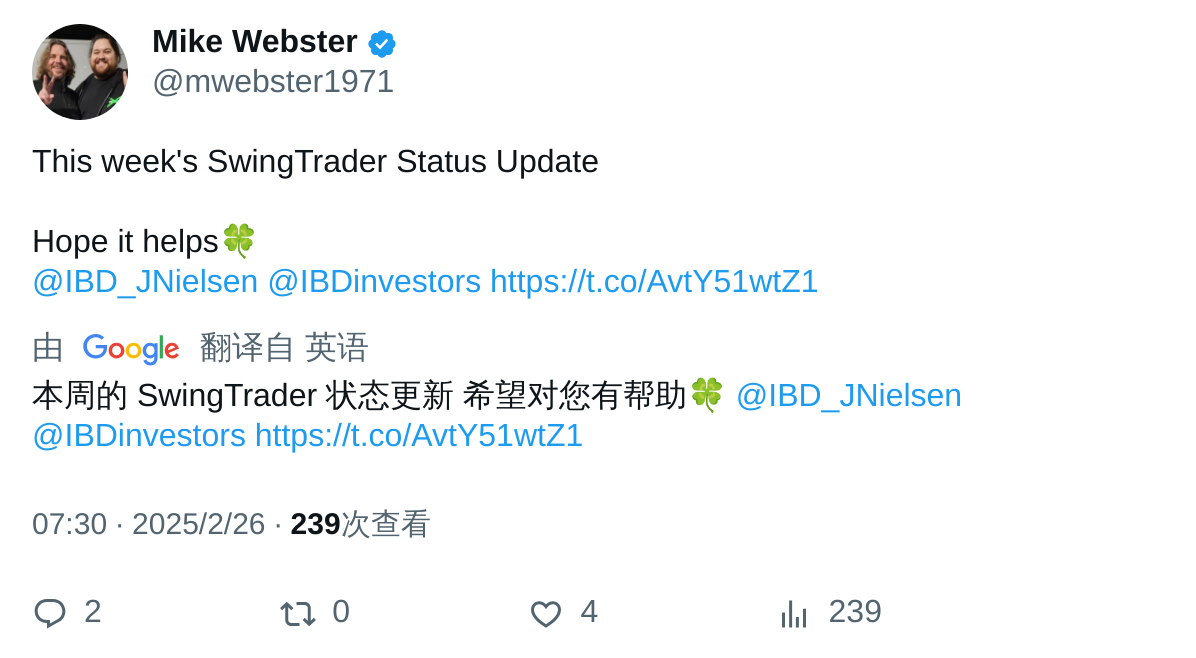 Mike Webster
@mwebster1971
This week's SwingTrader Status Update
Hope it helps🍀
@IBD_JNielsen @IBDinvestors https://t.co/AvtY51wtZ1
由 Google 翻译自 英语
本周的 SwingTrader 状态更新 希望对您有帮助🍀 @IBD_JNielsen
@IBDinvestors https://t.co/AvtY51wtZ1
07:30 · 2025/2/26 · 239次查看
2 0 4 239